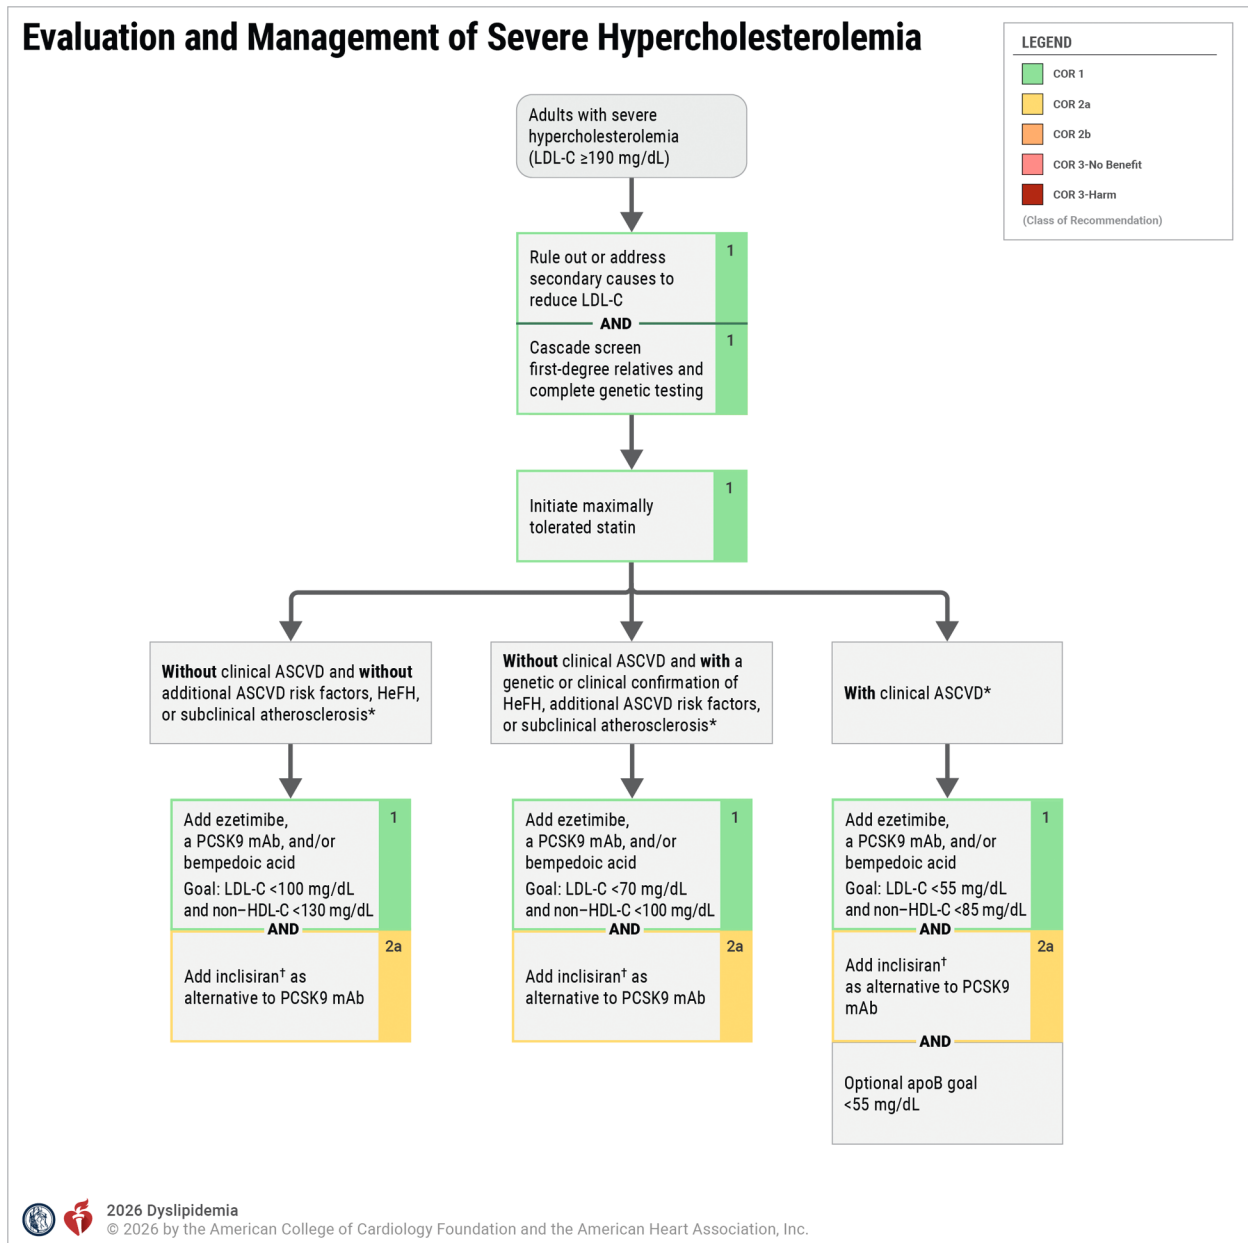 Evaluation and Management of Severe Hypercholesterolemia
LEGEND
COR 1
COR 2a
COR 2b
COR 3-No Benefit
COR 3-Harm
(Class of Recommendation)
Adults with severe
hypercholesterolemia
(LDL-C ≥190 mg/dL)
Rule out or address
secondary causes to
reduce LDL-C
1
AND
Cascade screen
first-degree relatives and
complete genetic testing
1
Initiate maximally
tolerated statin
1
Without clinical ASCVD and without
additional ASCVD risk factors, HeFH,
or subclinical atherosclerosis*
Without clinical ASCVD and with a
genetic or clinical confirmation of
HeFH, additional ASCVD risk factors,
or subclinical atherosclerosis*
With clinical ASCVD*
Add ezetimibe,
a PCSK9 mAb, and/or
bempedoic acid
Goal: LDL-C <100 mg/dL
and non–HDL-C <130 mg/dL
1
AND
Add inclisiran† as
alternative to PCSK9 mAb
2a
Add ezetimibe,
a PCSK9 mAb, and/or
bempedoic acid
Goal: LDL-C <70 mg/dL
and non–HDL-C <100 mg/dL
1
AND
Add inclisiran† as
alternative to PCSK9 mAb
2a
Add ezetimibe,
a PCSK9 mAb, and/or
bempedoic acid
Goal: LDL-C <55 mg/dL
and non–HDL-C <85 mg/dL
1
AND
Add inclisiran†
as alternative to PCSK9
mAb
2a
AND
Optional apoB goal
<55 mg/dL
2026 Dyslipidemia
© 2026 by the American College of Cardiology Foundation and the American Heart Association, Inc.